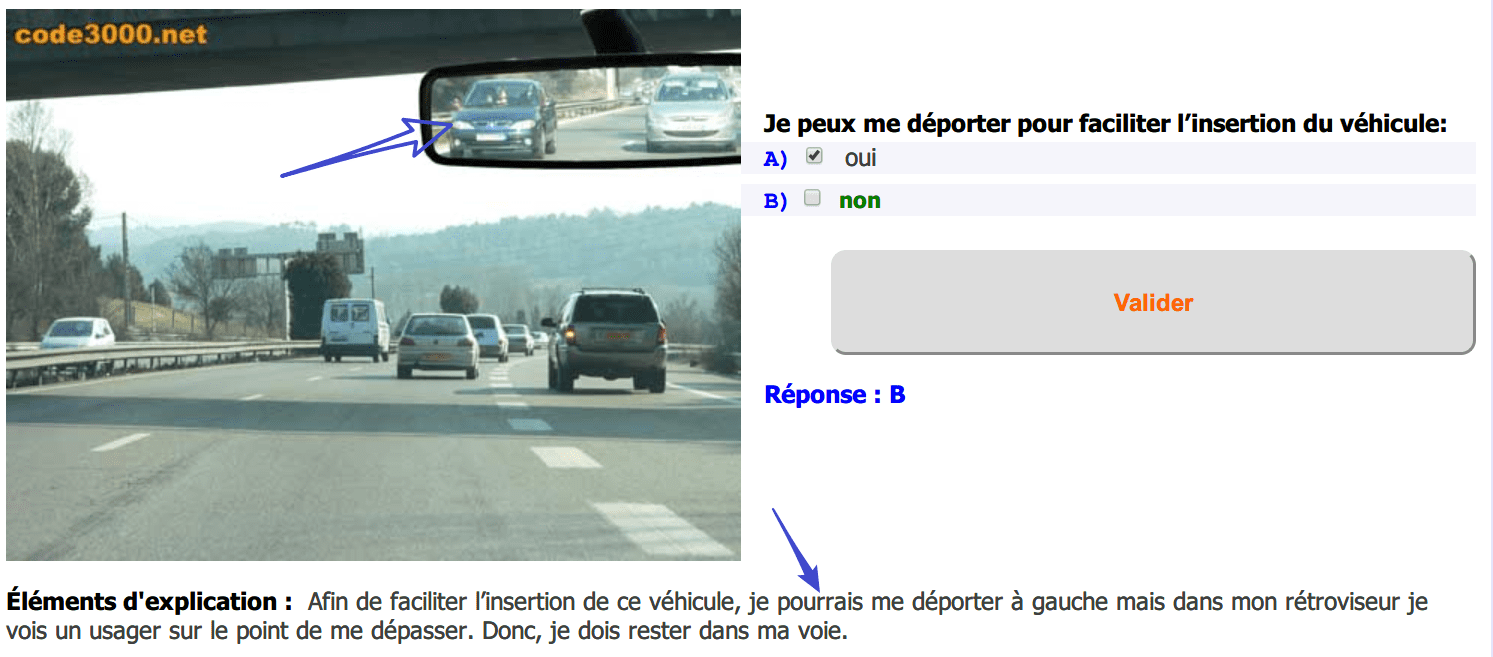 code3000.net
Je peux me déporter pour faciliter l’insertion du véhicule:
A) oui
B) non
Valider
Réponse : B
Éléments d'explication : Afin de faciliter l’insertion de ce véhicule, je pourrais me déporter à gauche mais dans mon rétroviseur je
vois un usager sur le point de me dépasser. Donc, je dois rester dans ma voie.